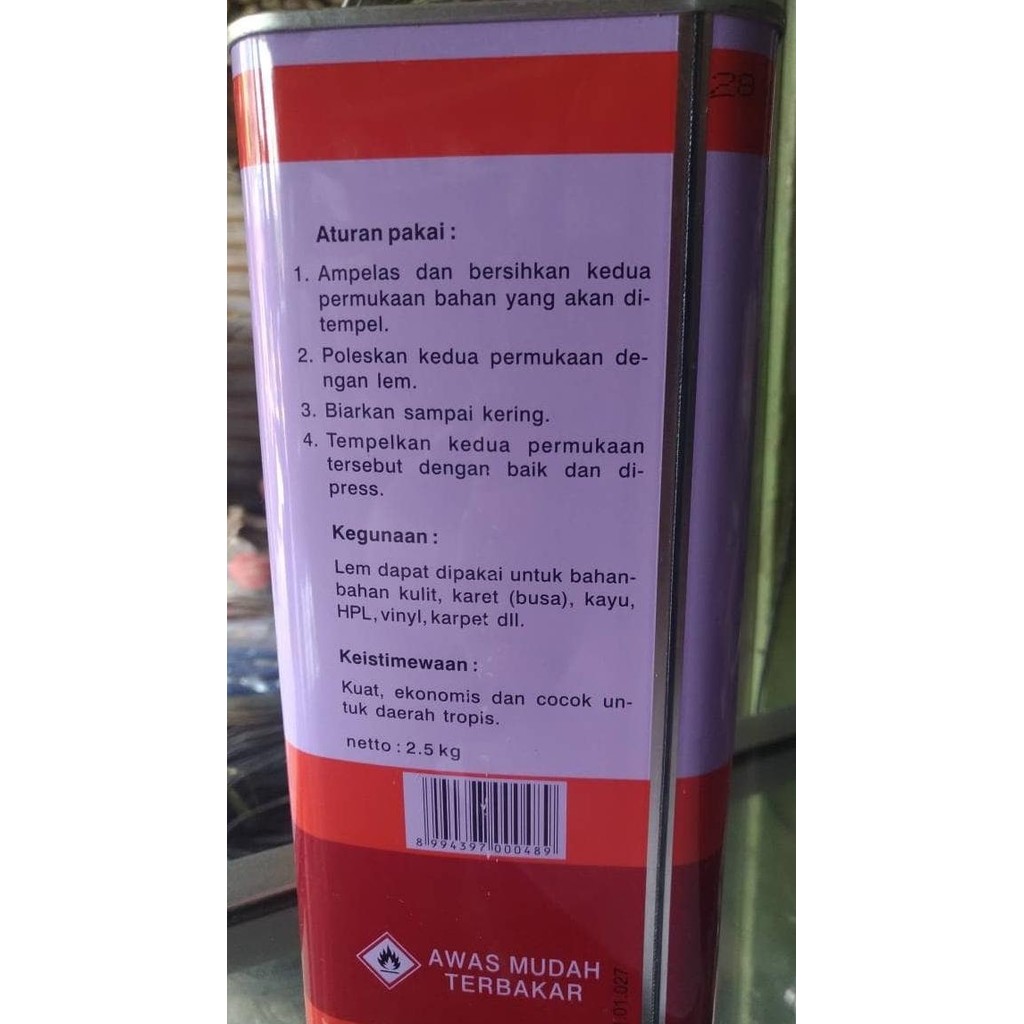 28
Aturan pakai :
1. Ampelas dan bersihkan kedua
permukaan bahan yang akan di-
tempel.
2. Poleskan kedua permukaan de-
ngan lem.
3. Biarkan sampai kering.
4. Tempelkan kedua permukaan
tersebut dengan baik dan di-
press.
Kegunaan :
Lem dapat dipakai untuk bahan-
bahan kulit, karet (busa), kayu,
HPL, vinyl, karpet dll.
Keistimewaan :
Kuat, ekonomis dan cocok un-
tuk daerah tropis.
netto : 2.5 kg
8 994397 000489
AWAS MUDAH
TERBAKAR
01.027